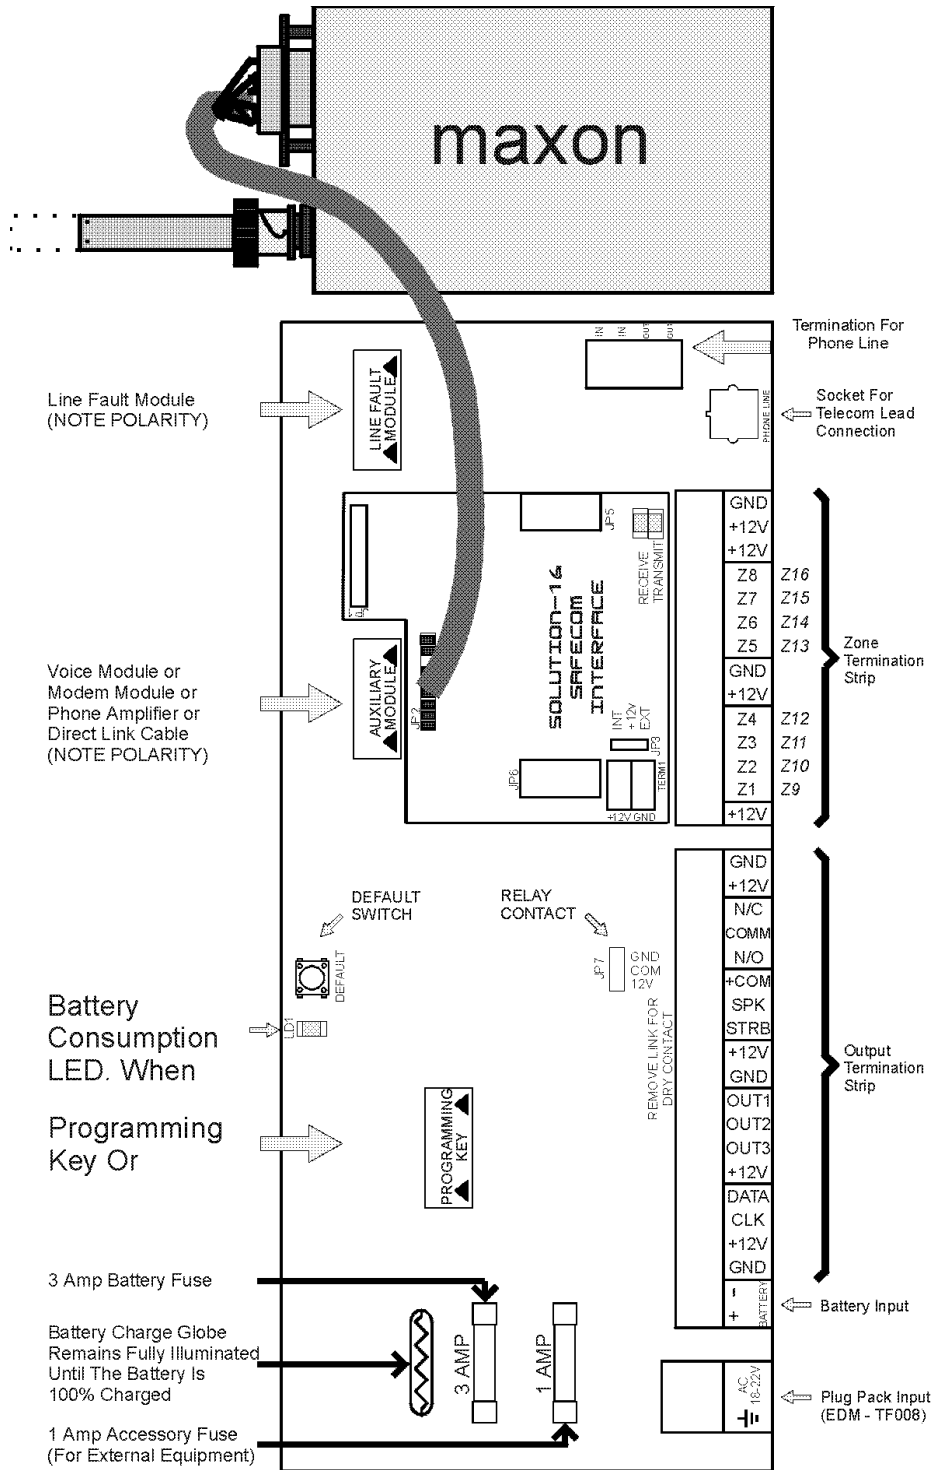 maxon
Termination For
Phone Line
IN
IN
OUT
OUT
Line Fault Module
(NOTE POLARITY)
LINE FAULT
MODULE
PHONE LINE
Socket For
Telecom Lead
Connection
GND
+12V
+12V
Z8 Z16
Z7 Z15
Z6 Z14
Z5 Z13
GND
+12V
Z4 Z12
Z3 Z11
Z2 Z10
Z1 Z9
+12V
Zone
Termination
Strip
JP5
RECEIVE
TRANSMIT
SOLUTION-16
SAFECOM
INTERFACE
Voice Module or
Modem Module or
Phone Amplifier or
Direct Link Cable
(NOTE POLARITY)
AUXILIARY
MODULE
JP2
INT
+12v
EXT
JP3
JP6
TERM1
+12V GND
DEFAULT
SWITCH
RELAY
CONTACT
DEFAULT
JP7
GND
COM
12V
REMOVE LINK FOR
DRY CONTACT
Battery
Consumption
LED. When
LD1
Programming
Key Or
PROGRAMMING
KEY
GND
+12V
N/C
COMM
N/O
+COM
SPK
STRB
+12V
GND
OUT1
OUT2
OUT3
+12V
DATA
CLK
+12V
GND
Output
Termination
Strip
+ -
BATTERY
Battery Input
3 Amp Battery Fuse
Battery Charge Globe
Remains Fully Illuminated
Until The Battery Is
100% Charged
1 Amp Accessory Fuse
(For External Equipment)
3 AMP
1 AMP
AC
18-22V
Plug Pack Input
(EDM - TF008)